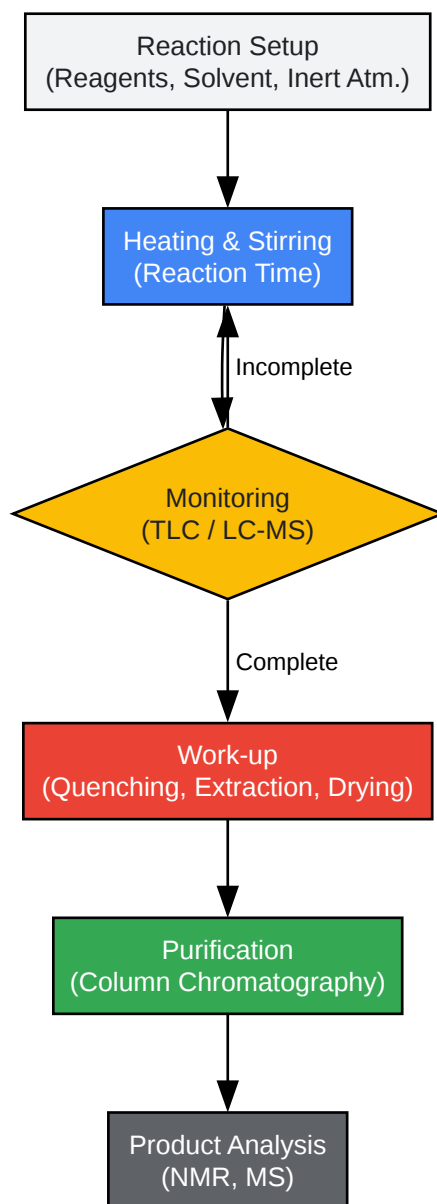 Reaction Setup
(Reagents, Solvent, Inert Atm.)
Heating & Stirring
(Reaction Time)
Incomplete
Monitoring
(TLC / LC-MS)
Complete
Work-up
(Quenching, Extraction, Drying)
Purification
(Column Chromatography)
Product Analysis
(NMR, MS)